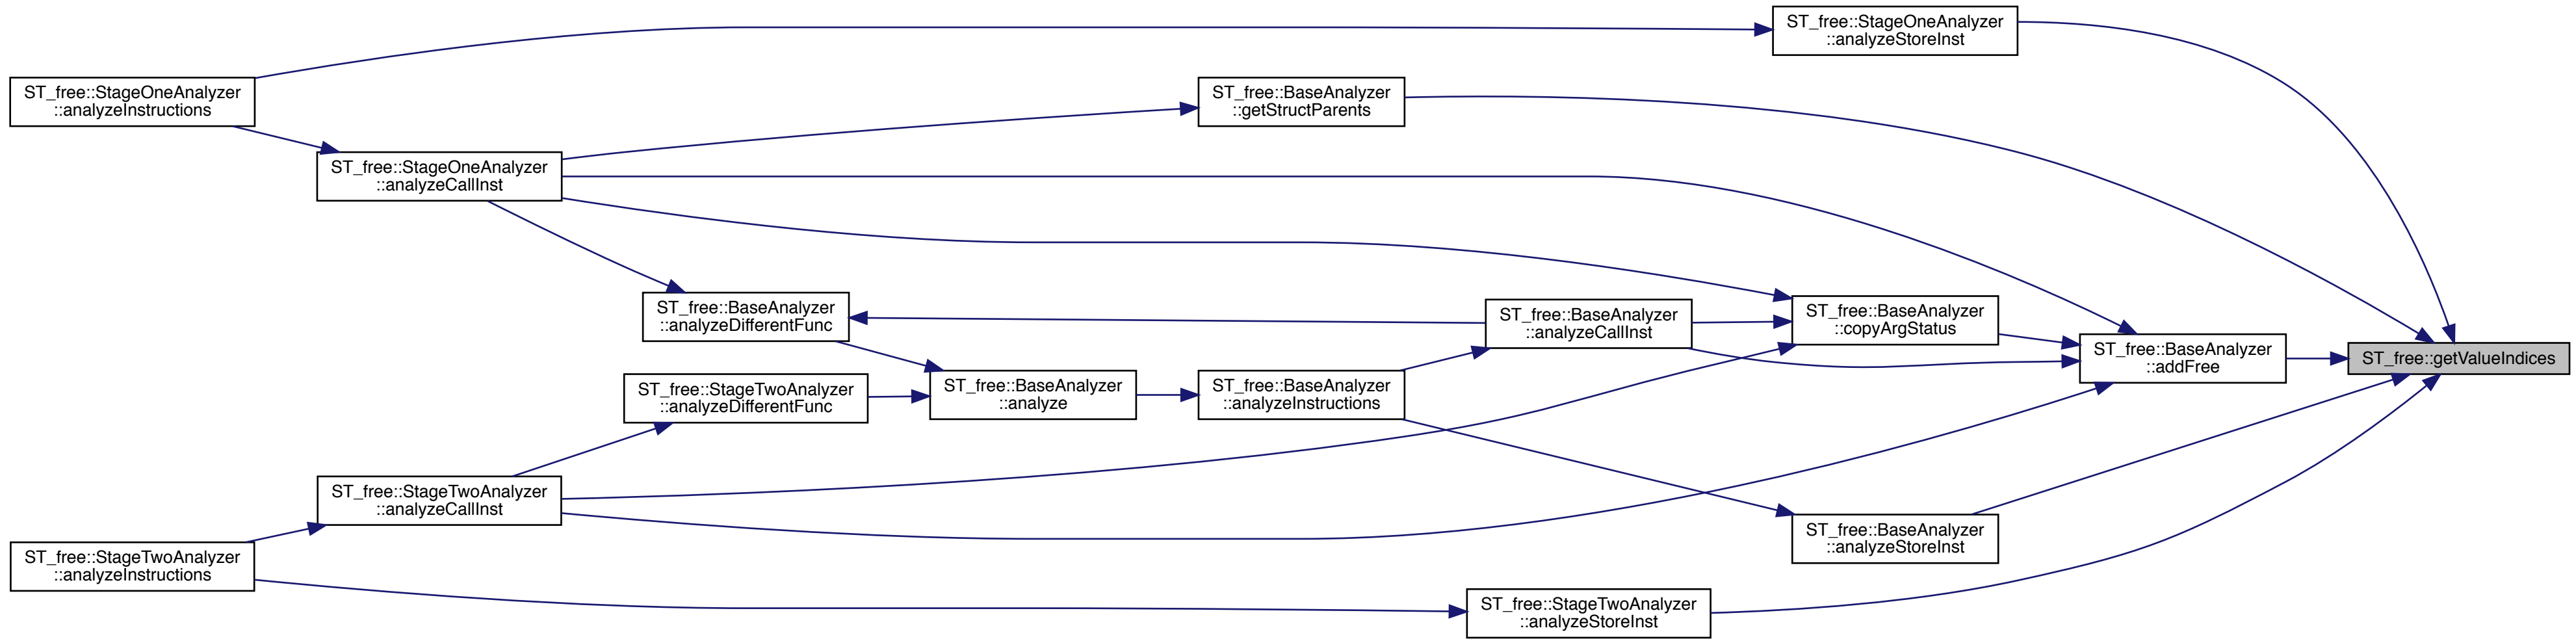 ST_free::StageOneAnalyzer
::analyzeStoreInst
ST_free::StageOneAnalyzer
::analyzeInstructions
ST_free::BaseAnalyzer
::getStructParents
ST_free::StageOneAnalyzer
::analyzeCallInst
ST_free::BaseAnalyzer
::analyzeDifferentFunc
ST_free::BaseAnalyzer
::analyzeCallInst
ST_free::BaseAnalyzer
::copyArgStatus
ST_free::BaseAnalyzer
::addFree
ST_free::getValueIndices
ST_free::StageTwoAnalyzer
::analyzeDifferentFunc
ST_free::BaseAnalyzer
::analyze
ST_free::BaseAnalyzer
::analyzeInstructions
ST_free::StageTwoAnalyzer
::analyzeCallInst
ST_free::BaseAnalyzer
::analyzeStoreInst
ST_free::StageTwoAnalyzer
::analyzeInstructions
ST_free::StageTwoAnalyzer
::analyzeStoreInst